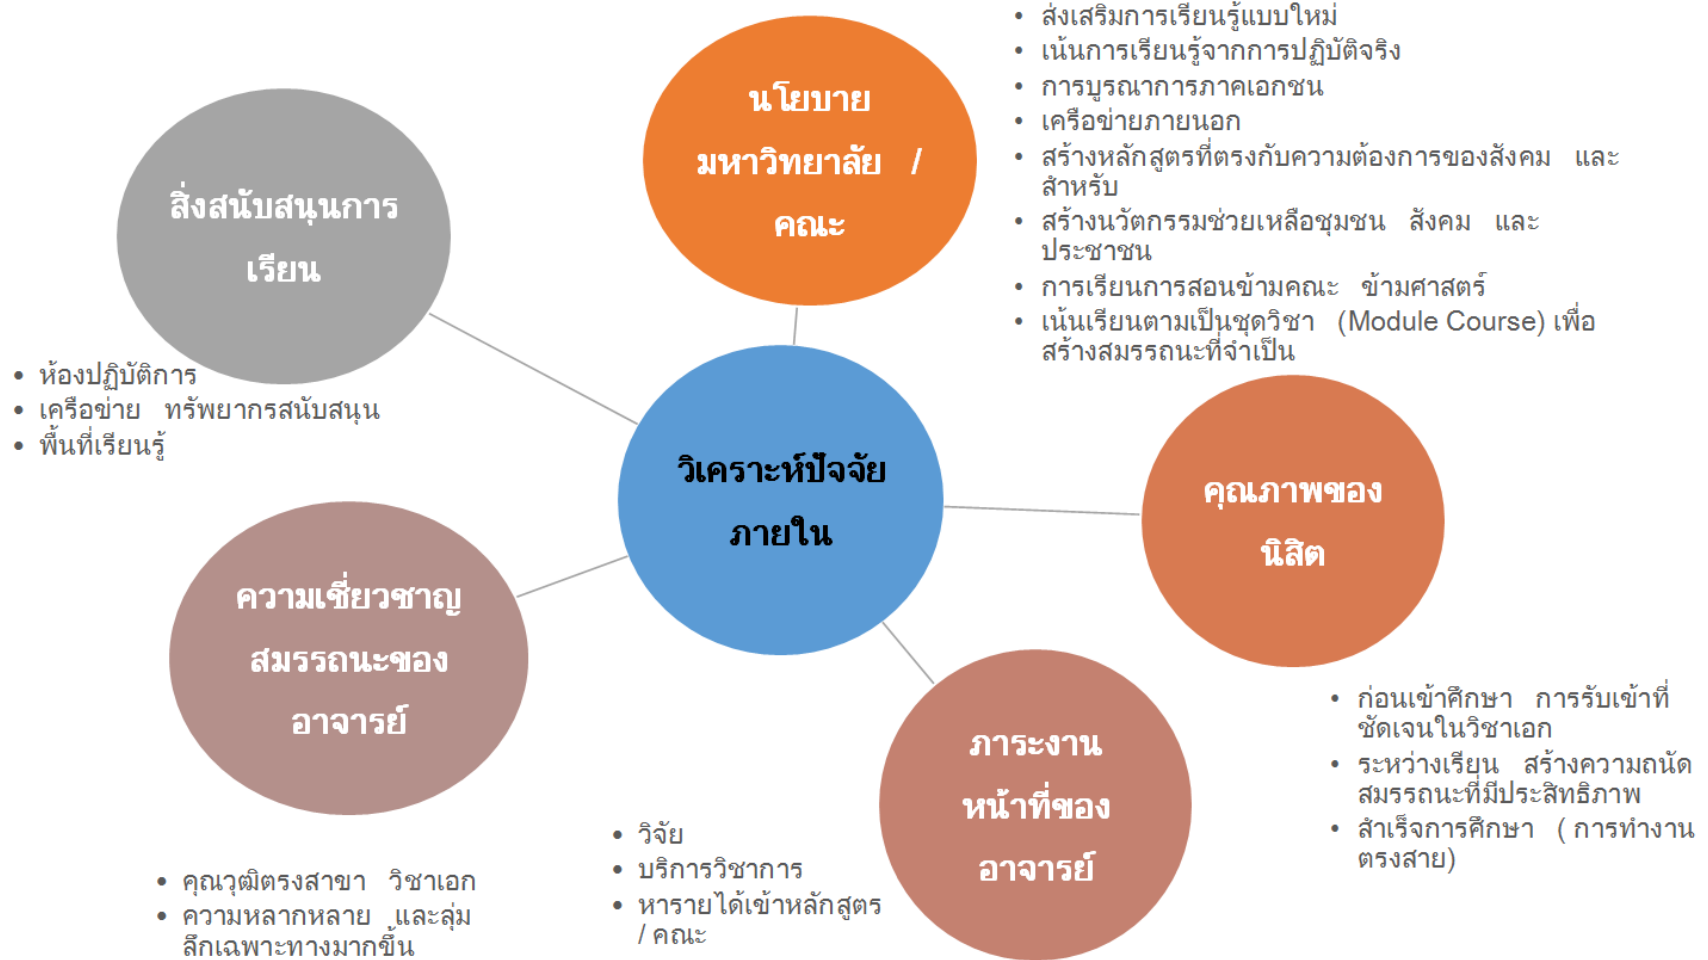 นโยบาย
มหาวิทยาลัย /
คณะ
• ส่งเสริมการเรียนรู้แบบใหม่
• เน้นการเรียนรู้จากการปฏิบัติจริง
• การบูรณาการภาคเอกชน
• เครือข่ายภายนอก
• สร้างหลักสูตรที่ตรงกับความต้องการของสังคม และ
สำหรับ
• สร้างนวัตกรรมช่วยเหลือชุมชน สังคม และ
ประชาชน
• การเรียนการสอนข้ามคณะ ข้ามศาสตร์
• เน้นเรียนตามเป็นชุดวิชา (Module Course) เพื่อ
สร้างสมรรถนะที่จำเป็น
สิ่งสนับสนุนการ
เรียน
• ห้องปฏิบัติการ
• เครือข่าย ทรัพยากรสนับสนุน
• พื้นที่เรียนรู้
วิเคราะห์ปัจจัย
ภายใน
คุณภาพของ
นิสิต
• ก่อนเข้าศึกษา การรับเข้าที่
ชัดเจนในวิชาเอก
• ระหว่างเรียน สร้างความถนัด
สมรรถนะที่มีประสิทธิภาพ
• สำเร็จการศึกษา ( การทำงาน
ตรงสาย)
ความเชี่ยวชาญ
สมรรถนะของ
อาจารย์
• คุณวุฒิตรงสาขา วิชาเอก
• ความหลากหลาย และลุ่ม
ลึกเฉพาะทางมากขึ้น
ภาระงาน
หน้าที่ของ
อาจารย์
• วิจัย
• บริการวิชาการ
• หารายได้เข้าหลักสูตร
/ คณะ